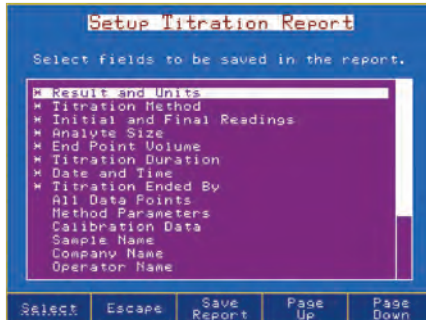 Setup Titration Report
Select fields to be saved in the report.
* Result and Units
* Titration Method
* Initial and Final Readings
* Analyte Size
* End Point Volume
* Titration Duration
* Date and Time
* Titration Ended By
All Data Points
Method Parameters
Calibration Data
Sample Name
Company Name
Operator Name
Select
Escape
Save
Report
Page
Up
Page
Down